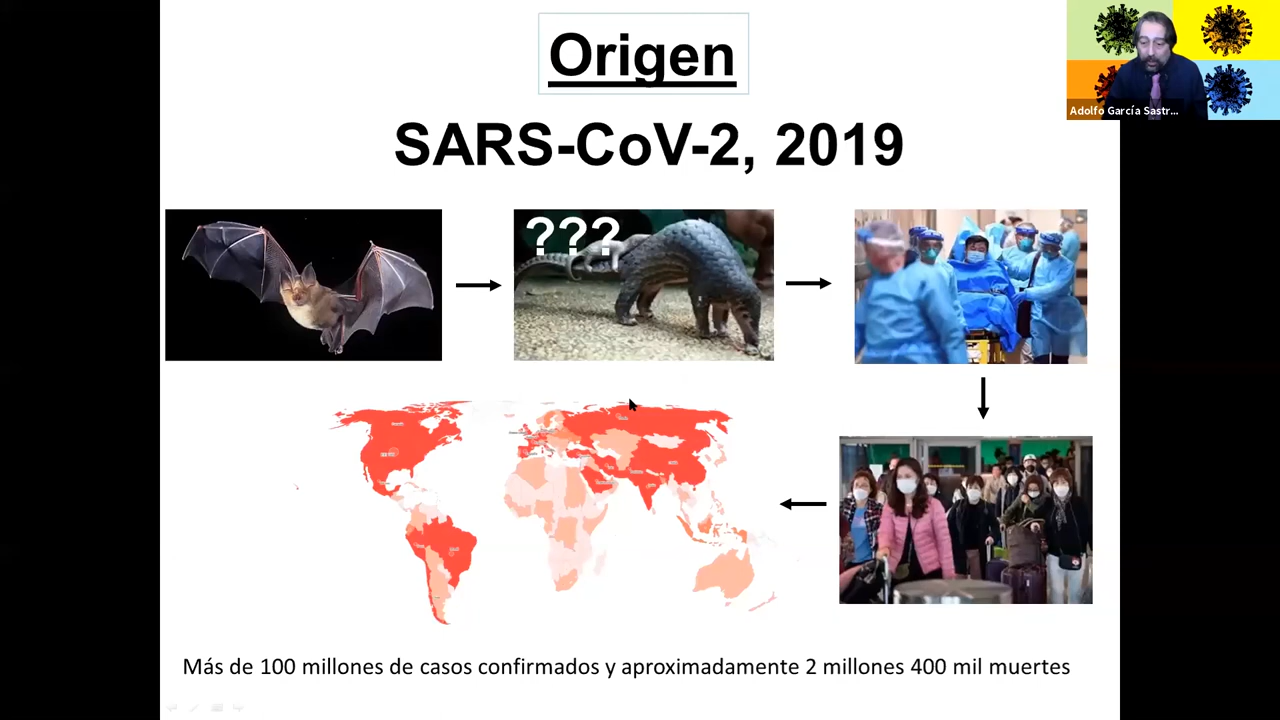 Origen
Adolfo García Sastr...
SARS-CoV-2, 2019
???
Más de 100 millones de casos confirmados y aproximadamente 2 millones 400 mil muertes